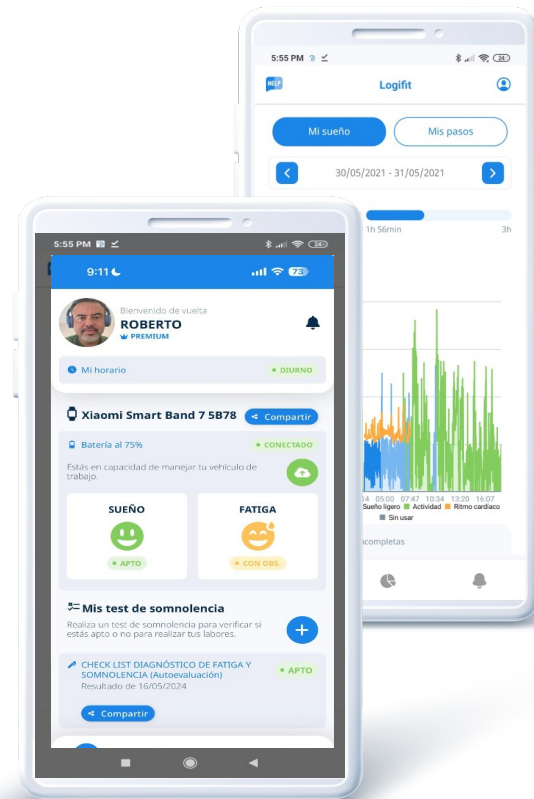 5:55 PM
24
HELP
Logifit
Mi sueño
Mis pasos
30/05/2021 - 31/05/2021
1h 56min
3h
14 05:00 07:47 10:34 13:20 16:07
Sueño ligero Actividad Ritmo cardiaco
Sin usar
ncompletas
5:55 PM
24
9:11
73
Bienvenido de vuelta
ROBERTO
PREMIUM
Mi horario
DIURNO
Xiaomi Smart Band 7 5B78
Compartir
Batería al 75%
CONECTADO
Estás en capacidad de manejar tu vehículo de
trabajo.
SUEÑO
FATIGA
APTO
CON OBS.
Mis test de somnolencia
Realiza un test de somnolencia para verificar si
estás apto o no para realizar tus labores.
CHECK LIST DIAGNÓSTICO DE FATIGA Y
SOMNOLENCIA (Autoevaluación)
APTO
Resultado de 16/05/2024
Compartir